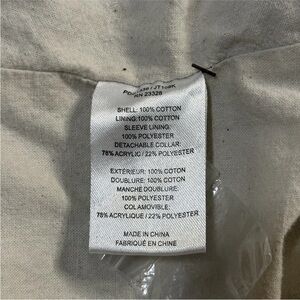 RN 23328
SHELL: 100% COTTON
LINING: 100% COTTON
SLEEVE LINING:
100% POLYESTER
DETACHABLE COLLAR:
78% ACRYLIC / 22% POLYESTER
EXTÉRIEUR: 100% COTON
DOUBLURE: 100% COTON
MANCHE DOUBLURE:
100% POLYESTER
COL AMOVIBLE:
78% ACRYLIQUE / 22% POLYESTER
MADE IN CHINA
FABRIQUÉ EN CHINE